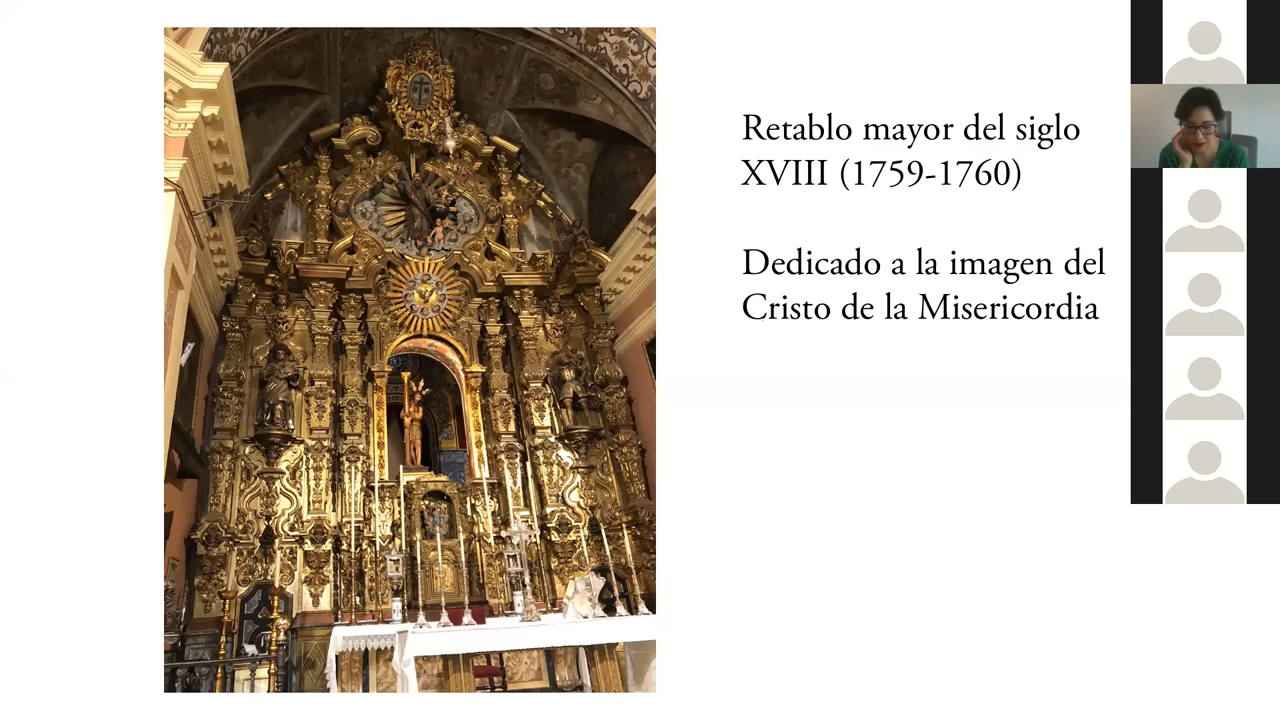 Retablo mayor del siglo
XVIII (1759-1760)
Dedicado a la imagen del
Cristo de la Misericordia